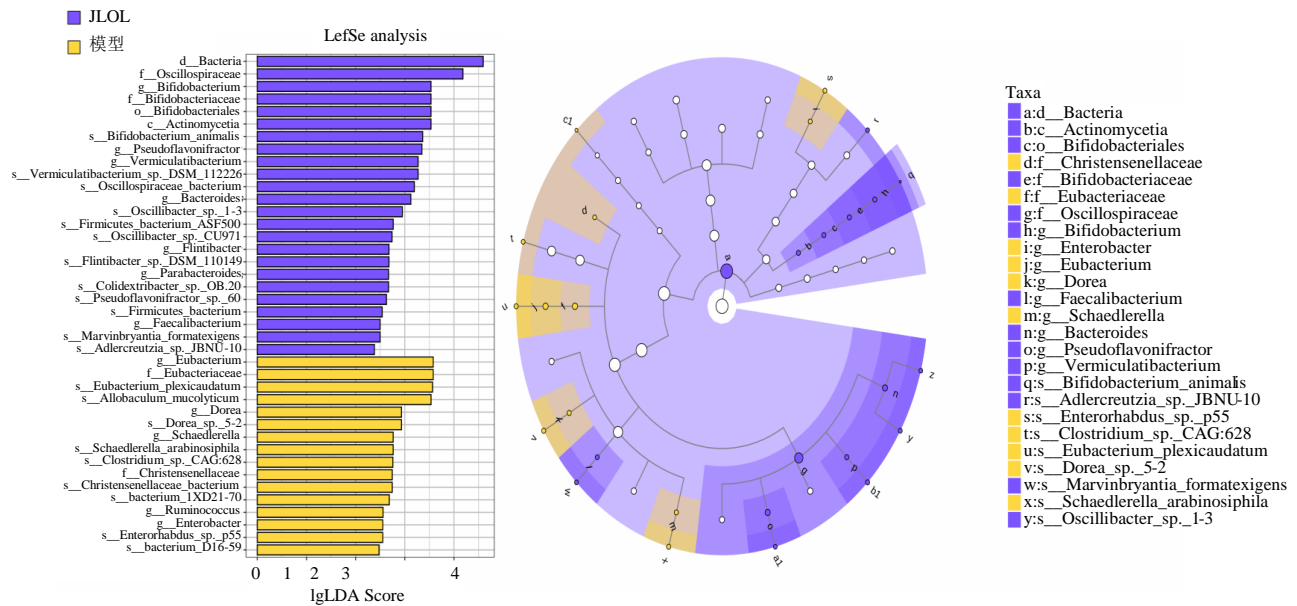 JLOL
模型
LefSe analysis
d__Bacteria
f__Oscillospiraceae
g__Bifidobacterium
f__Bifidobacteriaceae
o__Bifidobacteriales
c__Actinomycetia
s__Bifidobacterium_animalis
g__Pseudoflavonifractor
g__Vermiculatibacterium
s__Vermiculatibacterium_sp._DSM_112226
s__Oscillospiraceae_bacterium
g__Bacteroides
s__Oscillibacter_sp._1-3
s__Firmicutes_bacterium_ASF500
s__Oscillibacter_sp._CU971
g__Flintibacter
s__Flintibacter_sp._DSM_110149
g__Parabacteroides
s__Colidextribacter_sp._OB.20
s__Pseudoflavonifractor_sp._60
s__Firmicutes_bacterium
g__Faecalibacterium
s__Marvinbryantia_formatexigens
s__Adlercreutzia_sp._JBNU-10
g__Eubacterium
f__Eubacteriaceae
s__Eubacterium_plexicaudatum
s__Allobaculum_mucolyticum
g__Dorea
s__Dorea_sp._5-2
g__Schaedlerella
s__Schaedlerella_arabinosiphila
s__Clostridium_sp._CAG:628
f__Christensenellaceae
s__Christensenellaceae_bacterium
s__bacterium_1XD21-70
g__Ruminococcus
g__Enterobacter
s__Enterorhabdus_sp._p55
s__bacterium_D16-59
0 1 2 3 4
lgLDA Score
s
i
r
c1
q
h
e
c
b
a
d
t
u
j
f
z
n
y
k
v
l
w
g
p
b1
o
m
x
a1
Taxa
a:d__Bacteria
b:c__Actinomycetia
c:o__Bifidobacteriales
d:f__Christensenellaceae
e:f__Bifidobacteriaceae
f:f__Eubacteriaceae
g:f__Oscillospiraceae
h:g__Bifidobacterium
i:g__Enterobacter
j:g__Eubacterium
k:g__Dorea
l:g__Faecalibacterium
m:g__Schaedlerella
n:g__Bacteroides
o:g__Pseudoflavonifractor
p:g__Vermiculatibacterium
q:s__Bifidobacterium_animalis
r:s__Adlercreutzia_sp._JBNU-10
s:s__Enterorhabdus_sp._p55
t:s__Clostridium_sp._CAG:628
u:s__Eubacterium_plexicaudatum
v:s__Dorea_sp._5-2
w:s__Marvinbryantia_formatexigens
x:s__Schaedlerella_arabinosiphila
y:s__Oscillibacter_sp._1-3